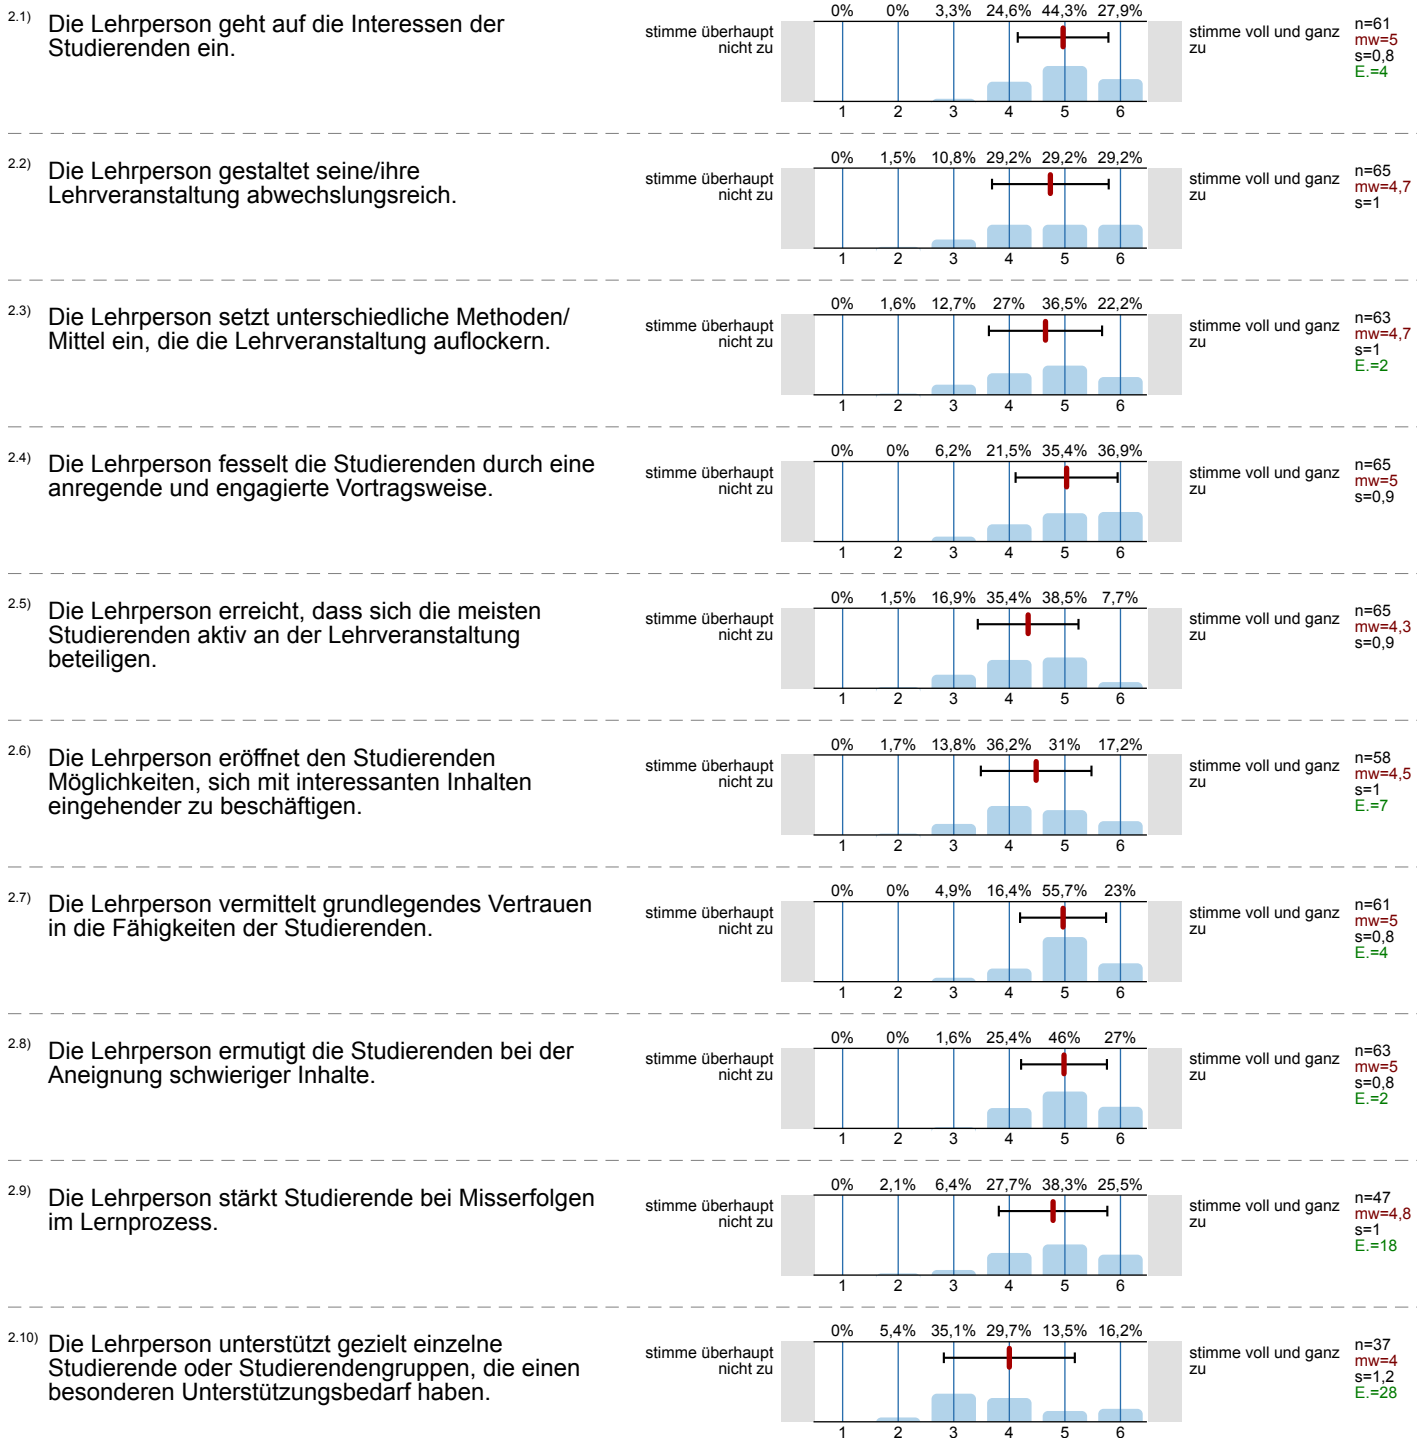 2.1) Die Lehrperson geht auf die Interessen der
Studierenden ein.
stimme überhaupt
nicht zu
0% 0% 3,3% 24,6% 44,3% 27,9%
1 2 3 4 5 6
stimme voll und ganz
zu
n=61
mw=5
s=0,8
E.=4
2.2) Die Lehrperson gestaltet seine/ihre
Lehrveranstaltung abwechslungsreich.
stimme überhaupt
nicht zu
0% 1,5% 10,8% 29,2% 29,2% 29,2%
1 2 3 4 5 6
stimme voll und ganz
zu
n=65
mw=4,7
s=1
2.3) Die Lehrperson setzt unterschiedliche Methoden/
Mittel ein, die die Lehrveranstaltung auflockern.
stimme überhaupt
nicht zu
0% 1,6% 12,7% 27% 36,5% 22,2%
1 2 3 4 5 6
stimme voll und ganz
zu
n=63
mw=4,7
s=1
E.=2
2.4) Die Lehrperson fesselt die Studierenden durch eine
anregende und engagierte Vortragsweise.
stimme überhaupt
nicht zu
0% 0% 6,2% 21,5% 35,4% 36,9%
1 2 3 4 5 6
stimme voll und ganz
zu
n=65
mw=5
s=0,9
2.5) Die Lehrperson erreicht, dass sich die meisten
Studierenden aktiv an der Lehrveranstaltung
beteiligen.
stimme überhaupt
nicht zu
0% 1,5% 16,9% 35,4% 38,5% 7,7%
1 2 3 4 5 6
stimme voll und ganz
zu
n=65
mw=4,3
s=0,9
2.6) Die Lehrperson eröffnet den Studierenden
Möglichkeiten, sich mit interessanten Inhalten
eingehender zu beschäftigen.
stimme überhaupt
nicht zu
0% 1,7% 13,8% 36,2% 31% 17,2%
1 2 3 4 5 6
stimme voll und ganz
zu
n=58
mw=4,5
s=1
E.=7
2.7) Die Lehrperson vermittelt grundlegendes Vertrauen
in die Fähigkeiten der Studierenden.
stimme überhaupt
nicht zu
0% 0% 4,9% 16,4% 55,7% 23%
1 2 3 4 5 6
stimme voll und ganz
zu
n=61
mw=5
s=0,8
E.=4
2.8) Die Lehrperson ermutigt die Studierenden bei der
Aneignung schwieriger Inhalte.
stimme überhaupt
nicht zu
0% 0% 1,6% 25,4% 46% 27%
1 2 3 4 5 6
stimme voll und ganz
zu
n=63
mw=5
s=0,8
E.=2
2.9) Die Lehrperson stärkt Studierende bei Misserfolgen
im Lernprozess.
stimme überhaupt
nicht zu
0% 2,1% 6,4% 27,7% 38,3% 25,5%
1 2 3 4 5 6
stimme voll und ganz
zu
n=47
mw=4,8
s=1
E.=18
2.10) Die Lehrperson unterstützt gezielt einzelne
Studierende oder Studierendengruppen, die einen
besonderen Unterstützungsbedarf haben.
stimme überhaupt
nicht zu
0% 5,4% 35,1% 29,7% 13,5% 16,2%
1 2 3 4 5 6
stimme voll und ganz
zu
n=37
mw=4
s=1,2
E.=28